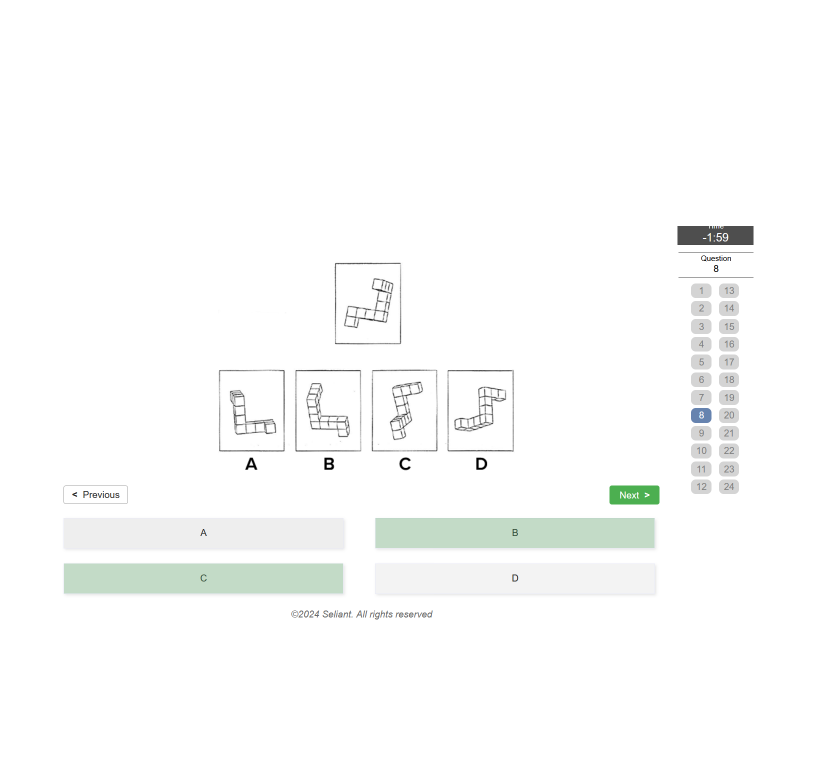 Time
-1:59
Question
8
1 13
2 14
3 15
4 16
5 17
6 18
7 19
8 20
9 21
10 22
11 23
12 24
A B C D
< Previous
Next >
A
B
C
D
©2024 Seliant. All rights reserved